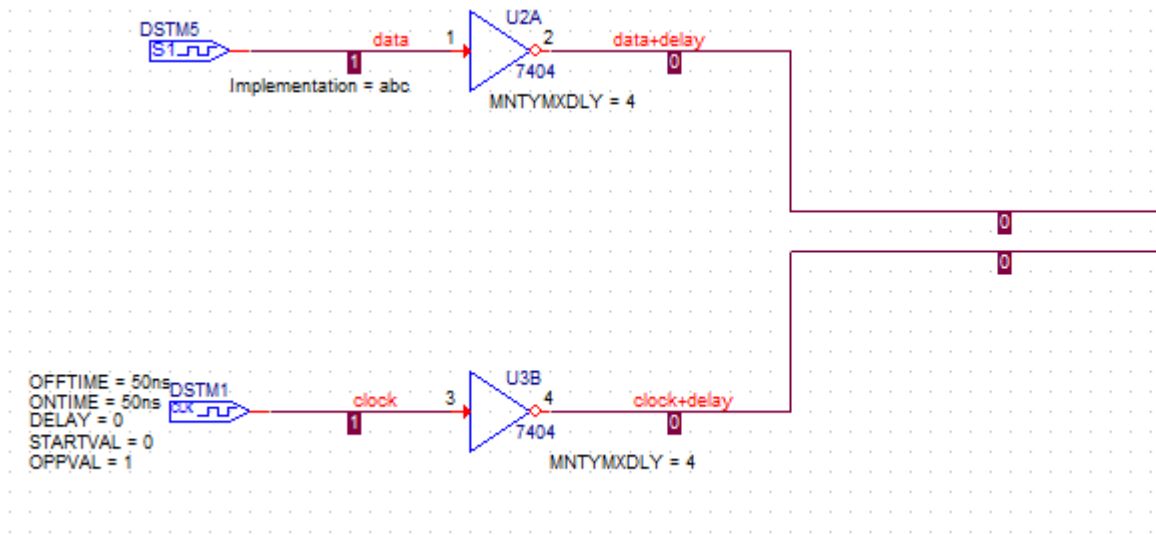 DSTM5
S1
data
1
Implementation = abc
1
U2A
2
7404
MNTYMXDLY = 4
data+delay
0
0
0
OFFTIME = 50ns
ONTIME = 50ns
DELAY = 0
STARTVAL = 0
OPPVAL = 1
DSTM1
CLK
clock
1
3
U3B
4
7404
MNTYMXDLY = 4
clock+delay
0